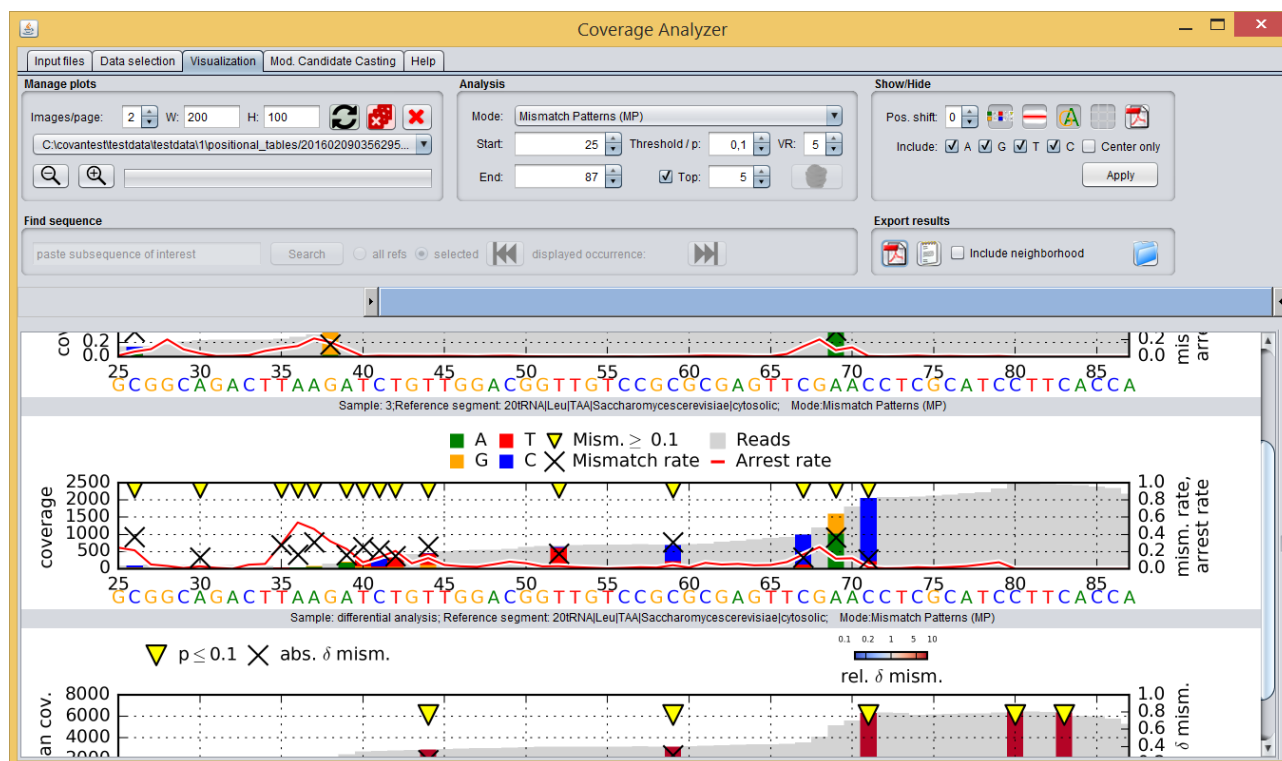 Coverage Analyzer
Input files Data selection Visualization Mod. Candidate Casting Help
Manage plots Analysis Show/Hide
Images/page: 2 W: 200 H: 100 Mode: Mismatch Patterns (MP) Pos. shift: 0
C:\covantest\testdata\testdata\1\positional_tables/201602090356295... Start: 25 Threshold / p: 0,1 VR: 5 Include: A G T C Center only
End: 87 Top: 5 Apply
Find sequence Export results
paste subsequence of interest Search all refs selected displayed occurrence: Include neighborhood
0.2 0.2
0.0 0.0
25 30 35 40 45 50 55 60 65 70 75 80 85
GCGGCAGACTTAAGATCTGTTGGACGGTTGTCCGCGCGAGTTCGAACCTCGCATCCTTCACCA
Sample: 3;Reference segment: 20tRNA|Leu|TAA|Saccharomycescerevisiae|cytosolic; Mode:Mismatch Patterns (MP)
A T Mism. ≥ 0.1 Reads
G C Mismatch rate Arrest rate
coverage
2500 1.0
2000 0.8
1500 0.6
1000 0.4
500 0.2
0 0.0
mism. rate,
arrest rate
25 30 35 40 45 50 55 60 65 70 75 80 85
GCGGCAGACTTAAGATCTGTTGGACGGTTGTCCGCGCGAGTTCGAACCTCGCATCCTTCACCA
Sample: differential analysis; Reference segment: 20tRNA|Leu|TAA|Saccharomycescerevisiae|cytosolic; Mode:Mismatch Patterns (MP)
0.1 0.2 1 5 10
p ≤ 0.1 abs. δ mism. rel. δ mism.
an cov.
8000 1.0
6000 0.8
4000 0.6
0.4
δ mism.